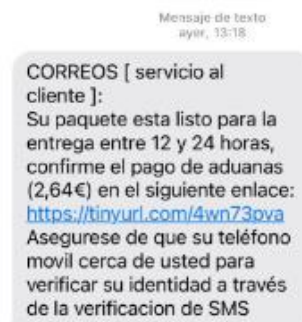 Mensaje de texto
ayer, 13:18
CORREOS [ servicio al
cliente ]:
Su paquete esta listo para la
entrega entre 12 y 24 horas,
confirme el pago de aduanas
(2,64€) en el siguiente enlace:
https://tinyurl.com/4wn73pva
Asegurese de que su teléfono
movil cerca de usted para
verificar su identidad a través
de la verificacion de SMS